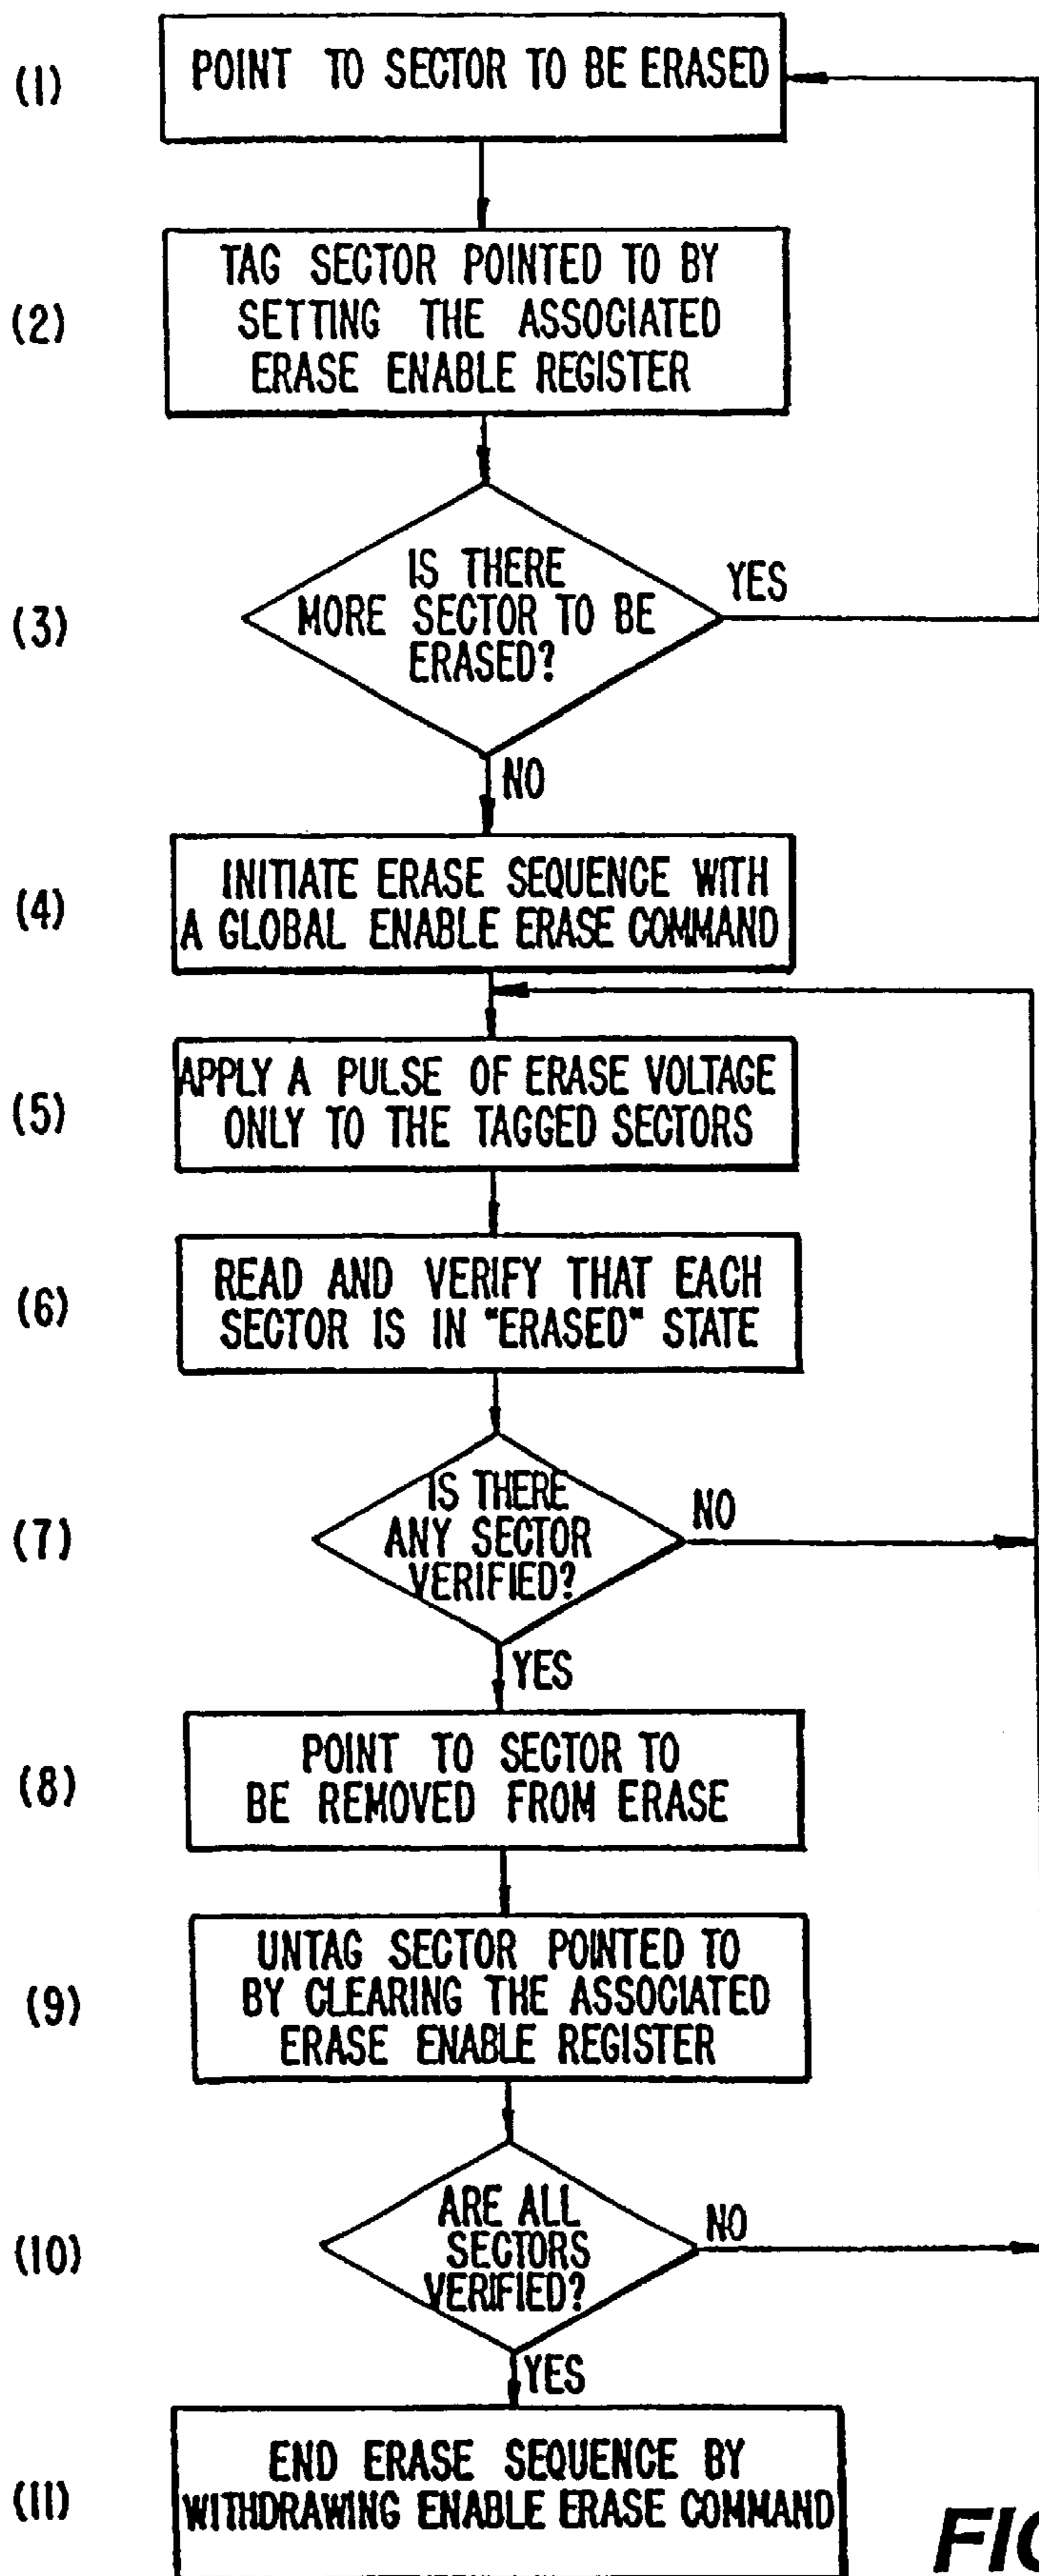 (1)
POINT TO SECTOR TO BE ERASED
(2)
TAG SECTOR POINTED TO BY
SETTING THE ASSOCIATED
ERASE ENABLE REGISTER
(3)
IS THERE
MORE SECTOR TO BE
ERASED?
YES
NO
(4)
INITIATE ERASE SEQUENCE WITH
A GLOBAL ENABLE ERASE COMMAND
(5)
APPLY A PULSE OF ERASE VOLTAGE
ONLY TO THE TAGGED SECTORS
(6)
READ AND VERIFY THAT EACH
SECTOR IS IN "ERASED" STATE
(7)
IS THERE
ANY SECTOR
VERIFIED?
NO
YES
(8)
POINT TO SECTOR TO
BE REMOVED FROM ERASE
(9)
UNTAG SECTOR POINTED TO
BY CLEARING THE ASSOCIATED
ERASE ENABLE REGISTER
(10)
ARE ALL
SECTORS
VERIFIED?
NO
YES
(11)
END ERASE SEQUENCE BY
WITHDRAWING ENABLE ERASE COMMAND